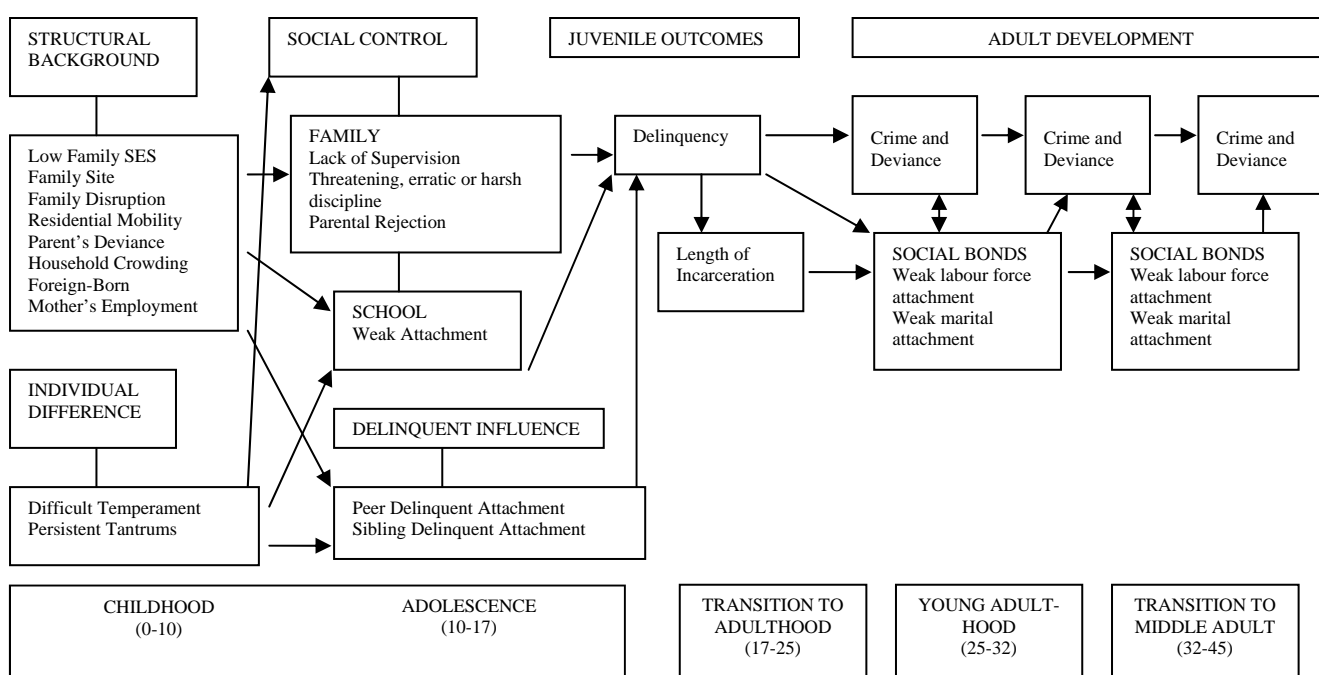 STRUCTURAL
BACKGROUND
SOCIAL CONTROL
JUVENILE OUTCOMES
ADULT DEVELOPMENT
Low Family SES
Family Site
Family Disruption
Residential Mobility
Parent's Deviance
Household Crowding
Foreign-Born
Mother's Employment
FAMILY
Lack of Supervision
Threatening, erratic or harsh
discipline
Parental Rejection
Delinquency
Crime and
Deviance
Crime and
Deviance
Crime and
Deviance
Length of
Incarceration
SOCIAL BONDS
Weak labour force
attachment
Weak marital
attachment
SOCIAL BONDS
Weak labour force
attachment
Weak marital
attachment
SCHOOL
Weak Attachment
INDIVIDUAL
DIFFERENCE
DELINQUENT INFLUENCE
Difficult Temperament
Persistent Tantrums
Peer Delinquent Attachment
Sibling Delinquent Attachment
CHILDHOOD
(0-10)
ADOLESCENCE
(10-17)
TRANSITION TO
ADULTHOOD
(17-25)
YOUNG ADULT-
HOOD
(25-32)
TRANSITION TO
MIDDLE ADULT
(32-45)